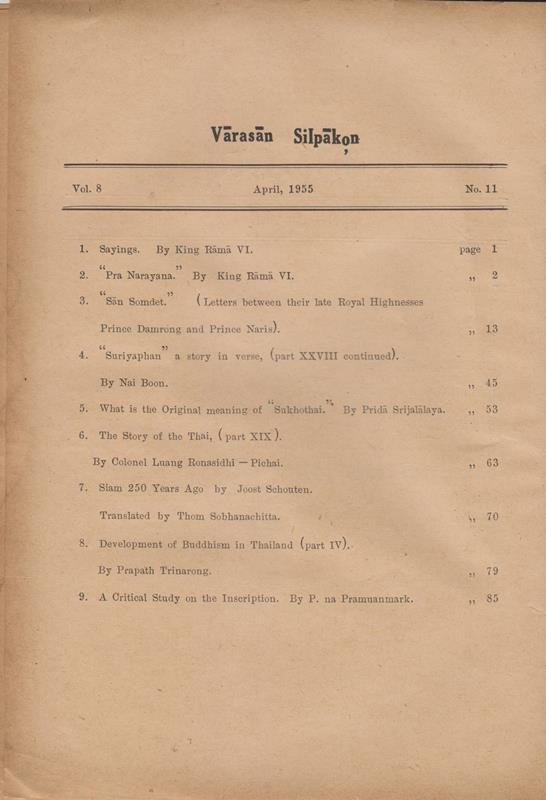 Vārasān Silpākǫn
Vol. 8 April, 1955 No. 11
1. Sayings. By King Rāmā VI. page 1
2. "Pra Narayana." By King Rāmā VI. „ 2
3. "Sān Somdet." (Letters between their late Royal Highnesses
Prince Damrong and Prince Naris). „ 13
4. "Suriyaphan" a story in verse, (part XXVIII continued).
By Nai Boon. „ 45
5. What is the Original meaning of "Sukhothai." By Pridā Srijalālaya. „ 53
6. The Story of the Thai, (part XIX).
By Colonel Luang Ronasidhi — Pichai. „ 63
7. Siam 250 Years Ago by Joost Schouten.
Translated by Thom Sobhanachitta. „ 70
8. Development of Buddhism in Thailand (part IV).
By Prapath Trinarong. „ 79
9. A Critical Study on the Inscription. By P. na Pramuanmark. „ 85